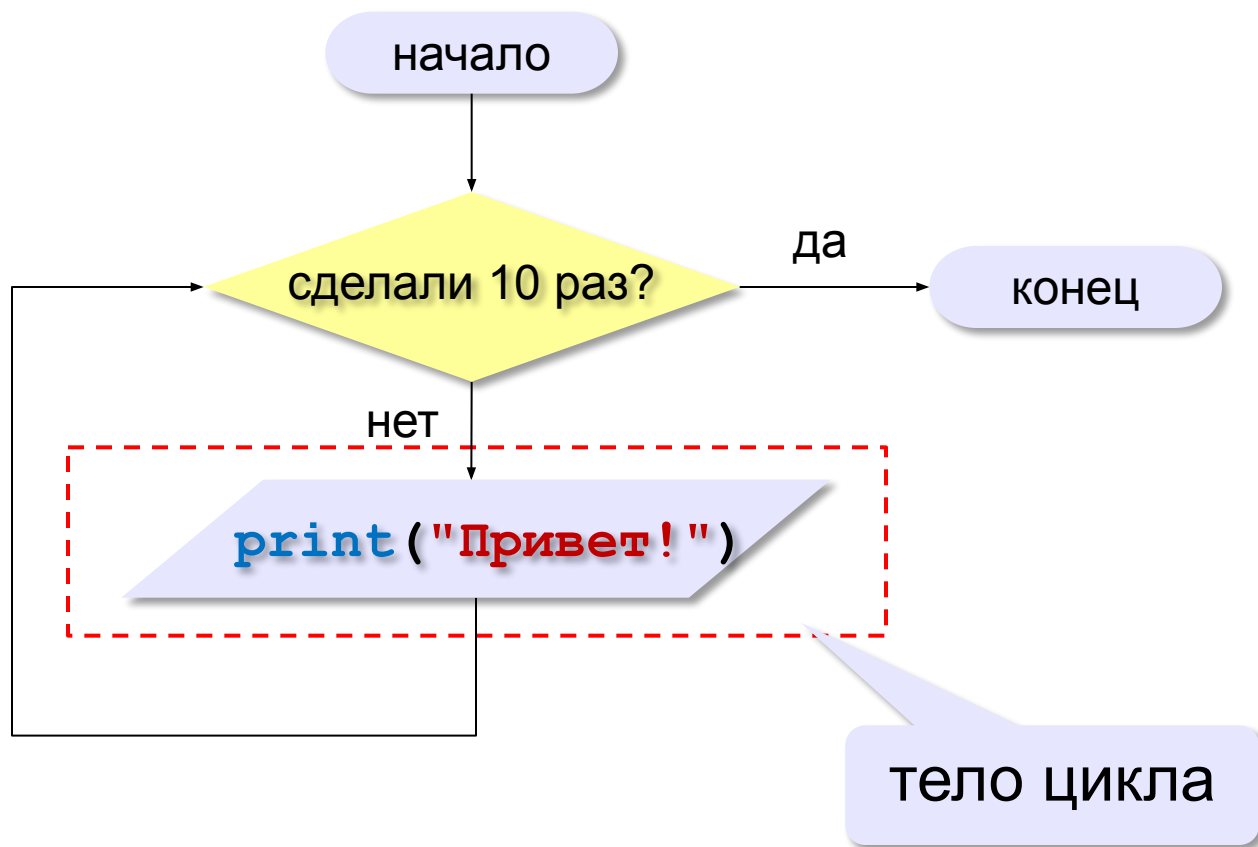 начало
сделали 10 раз?
да
конец
нет
print("Привет!")
тело цикла